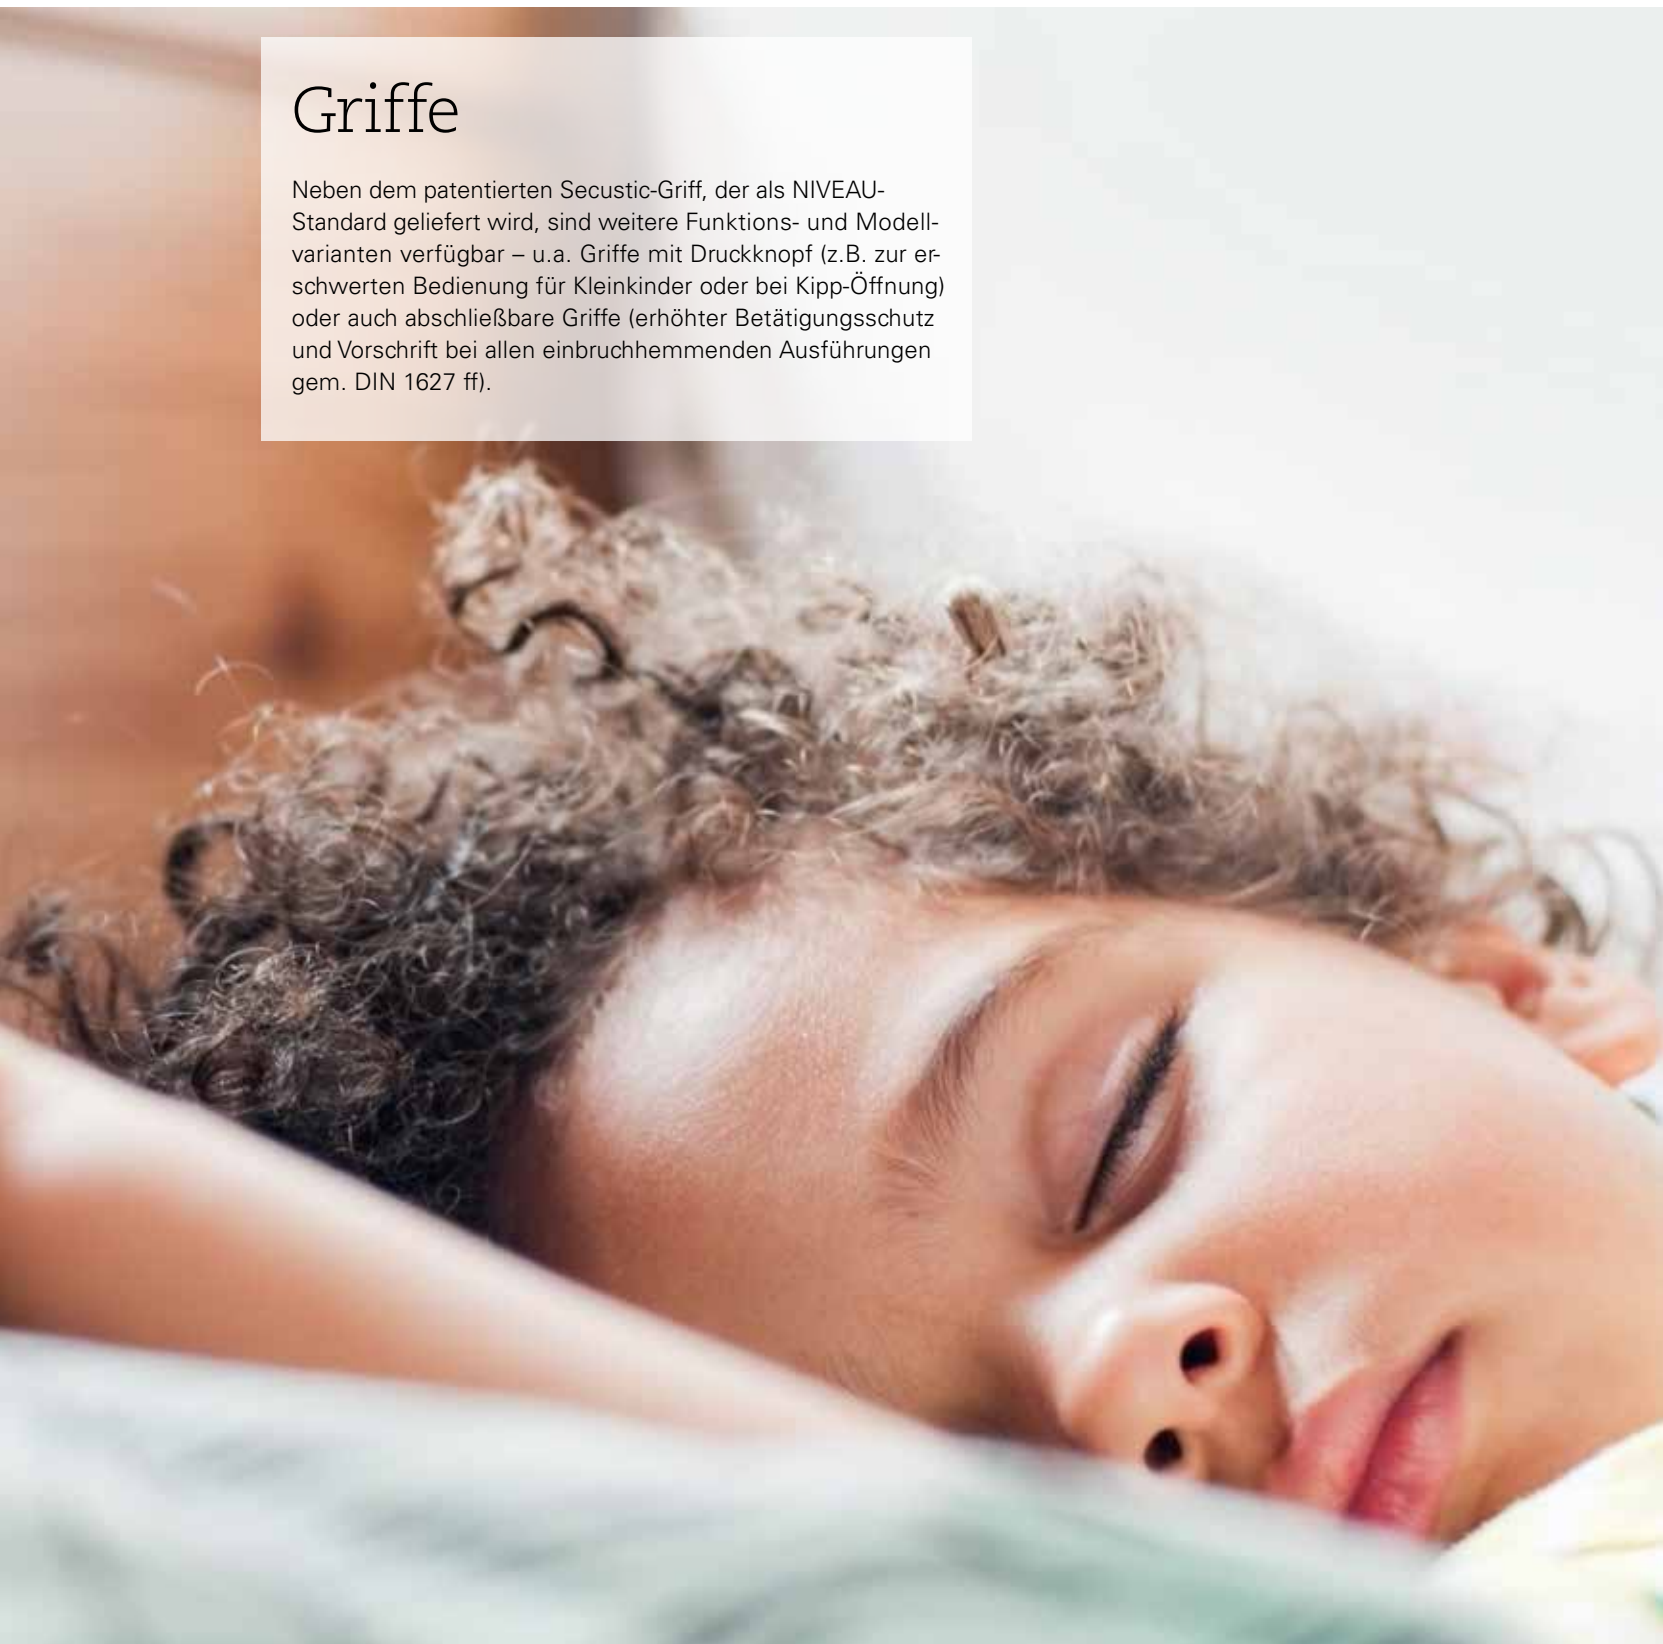 Griffe
Neben dem patentierten Secustic-Griff, der als NIVEAU-
Standard geliefert wird, sind weitere Funktions- und Modell-
varianten verfügbar – u.a. Griffe mit Druckknopf (z.B. zur er-
schwerten Bedienung für Kleinkinder oder bei Kipp-Öffnung)
oder auch abschließbare Griffe (erhöhter Betätigungsschutz
und Vorschrift bei allen einbruchhemmenden Ausführungen
gem. DIN 1627 ff).